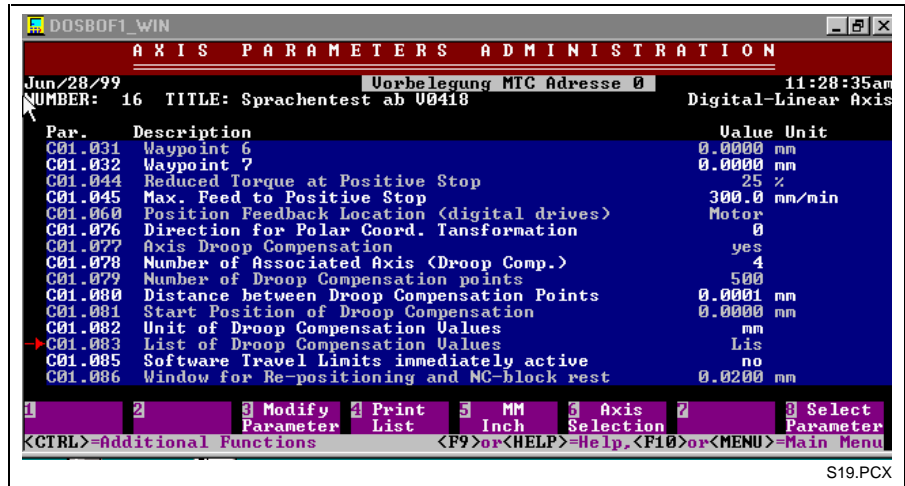 DOSBOF1_WIN
A X I S   P A R A M E T E R S   A D M I N I S T R A T I O N
Jun/28/99 Vorbelegung MTC Adresse 0 11:28:35am
NUMBER: 16 TITLE: Sprachentest ab V0418 Digital-Linear Axis
Par. Description Value Unit
C01.031 Waypoint 6 0.0000 mm
C01.032 Waypoint 7 0.0000 mm
C01.044 Reduced Torque at Positive Stop 25 %
C01.045 Max. Feed to Positive Stop 300.0 mm/min
C01.060 Position Feedback Location (digital drives) Motor
C01.076 Direction for Polar Coord. Tansformation 0
C01.077 Axis Droop Compensation yes
C01.078 Number of Associated Axis (Droop Comp.) 4
C01.079 Number of Droop Compensation points 500
C01.080 Distance between Droop Compensation Points 0.0001 mm
C01.081 Start Position of Droop Compensation 0.0000 mm
C01.082 Unit of Droop Compensation Values mm
C01.083 List of Droop Compensation Values Lis
C01.085 Software Travel Limits immediately active no
C01.086 Window for Re-positioning and NC-block rest 0.0200 mm
1 2 3 Modify 4 Print 5 MM 6 Axis 7 8 Select
Parameter List Inch Selection Parameter
<CTRL>=Additional Functions <F9>or<HELP>=Help,<F10>or<MENU>=Main Menu
S19.PCX